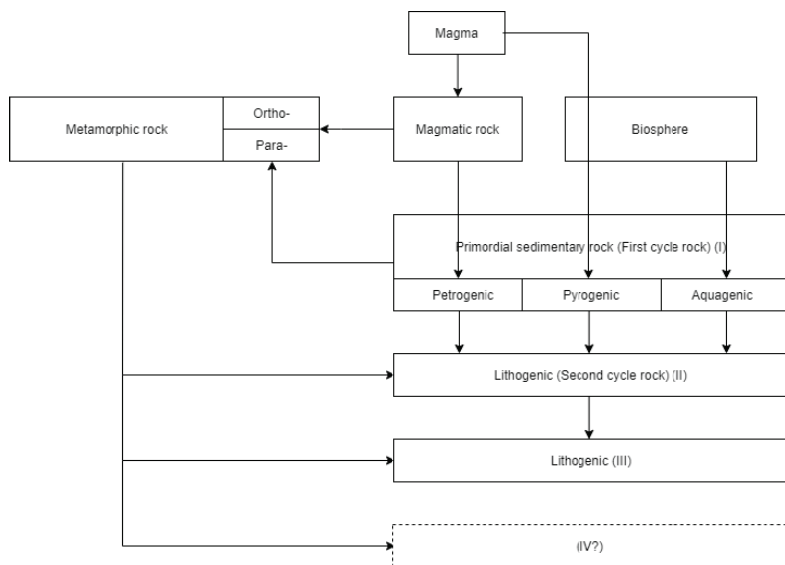 Magma
Metamorphic rock
Ortho-
Para-
Magmatic rock
Biosphere
Primordial sedimentary rock (First cycle rock) (I)
Petrogenic
Pyrogenic
Aquagenic
Lithogenic (Second cycle rock) (II)
Lithogenic (III)
(IV?)